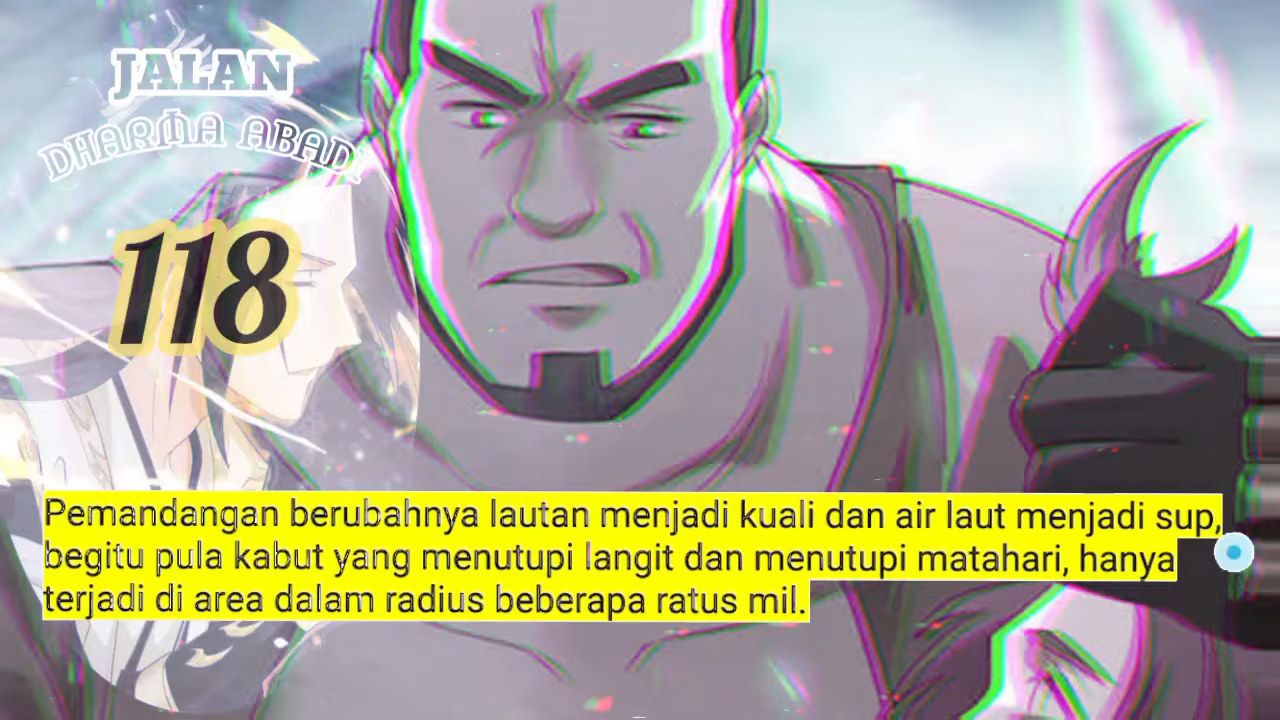 JALAN
DHARMA ABADI
118
Pemandangan berubahnya lautan menjadi kuali dan air laut menjadi sup,
begitu pula kabut yang menutupi langit dan menutupi matahari, hanya
terjadi di area dalam radius beberapa ratus mil.